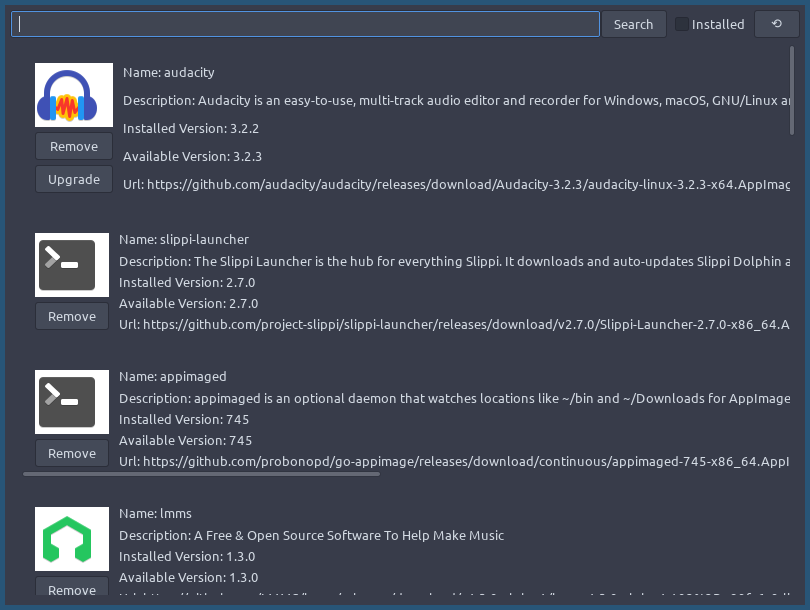 Search
Installed
Name: audacity
Description: Audacity is an easy-to-use, multi-track audio editor and recorder for Windows, macOS, GNU/Linux
Installed Version: 3.2.2
Remove
Available Version: 3.2.3
Upgrade
Url: https://github.com/audacity/audacity/releases/download/Audacity-3.2.3/audacity-linux-3.2.3-x64.AppImag
Name: slippi-launcher
Description: The Slippi Launcher is the hub for everything Slippi. It downloads and auto-updates Slippi Dolphin a
Installed Version: 2.7.0
Available Version: 2.7.0
Remove
Url: https://github.com/project-slippi/slippi-launcher/releases/download/v2.7.0/Slippi-Launcher-2.7.0-x86_64.A
Name: appimaged
Description: appimaged is an optional daemon that watches locations like ~/bin and ~/Downloads for AppImage
Installed Version: 745
Available Version: 745
Remove
Url: https://github.com/probonopd/go-appimage/releases/download/continuous/appimaged-745-x86_64.AppI
Name: lmms
Description: A Free & Open Source Software To Help Make Music
Installed Version: 1.3.0
Available Version: 1.3.0
Remove